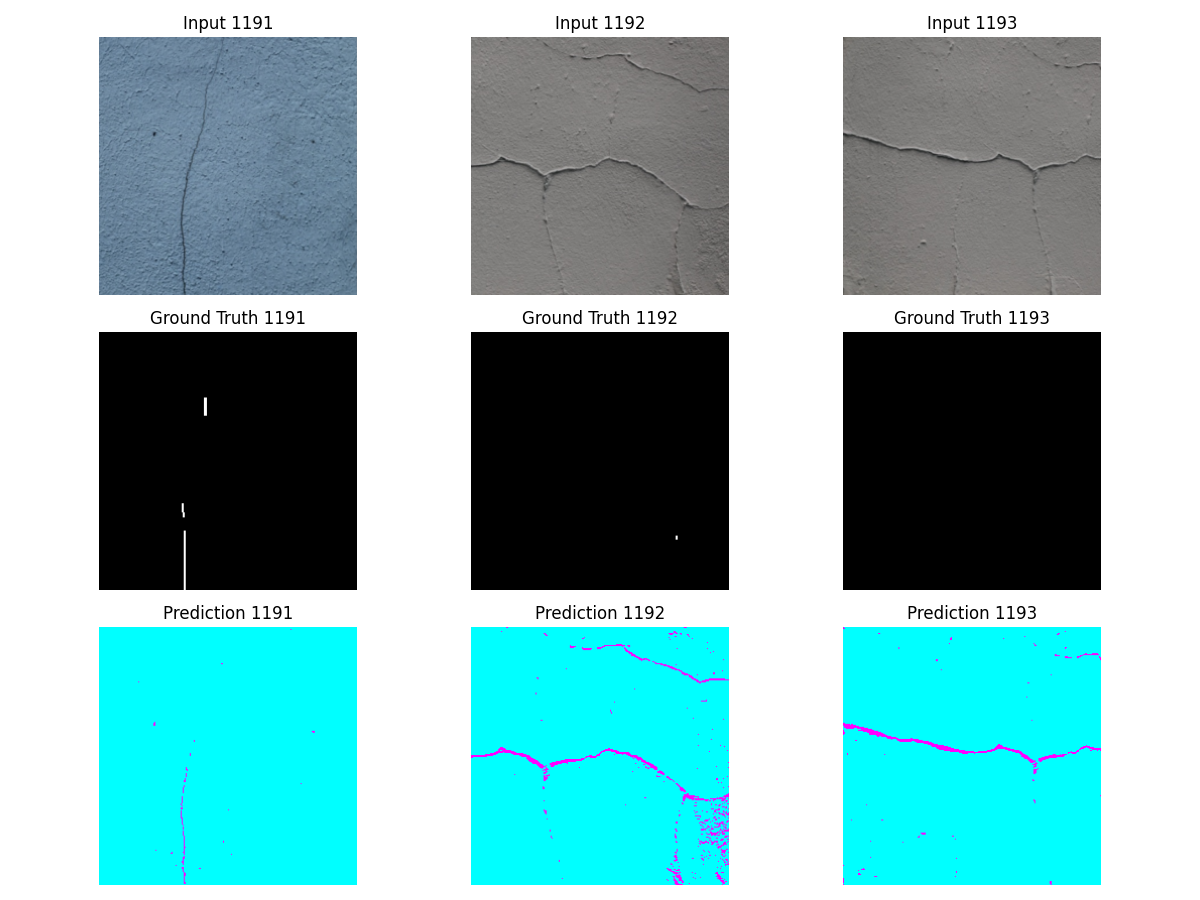 Input 1191
Input 1192
Input 1193
Ground Truth 1191
Ground Truth 1192
Ground Truth 1193
Prediction 1191
Prediction 1192
Prediction 1193